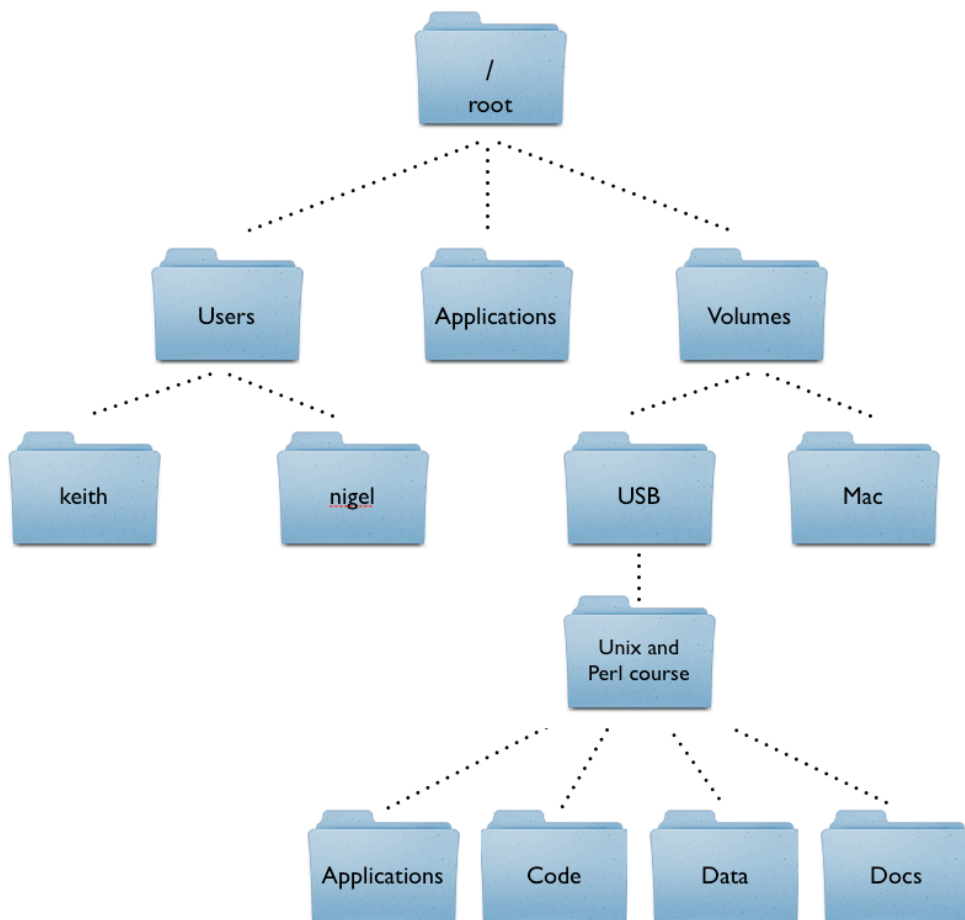 /
root
Users
Applications
Volumes
keith
nigel
USB
Mac
Unix and
Perl course
Applications
Code
Data
Docs